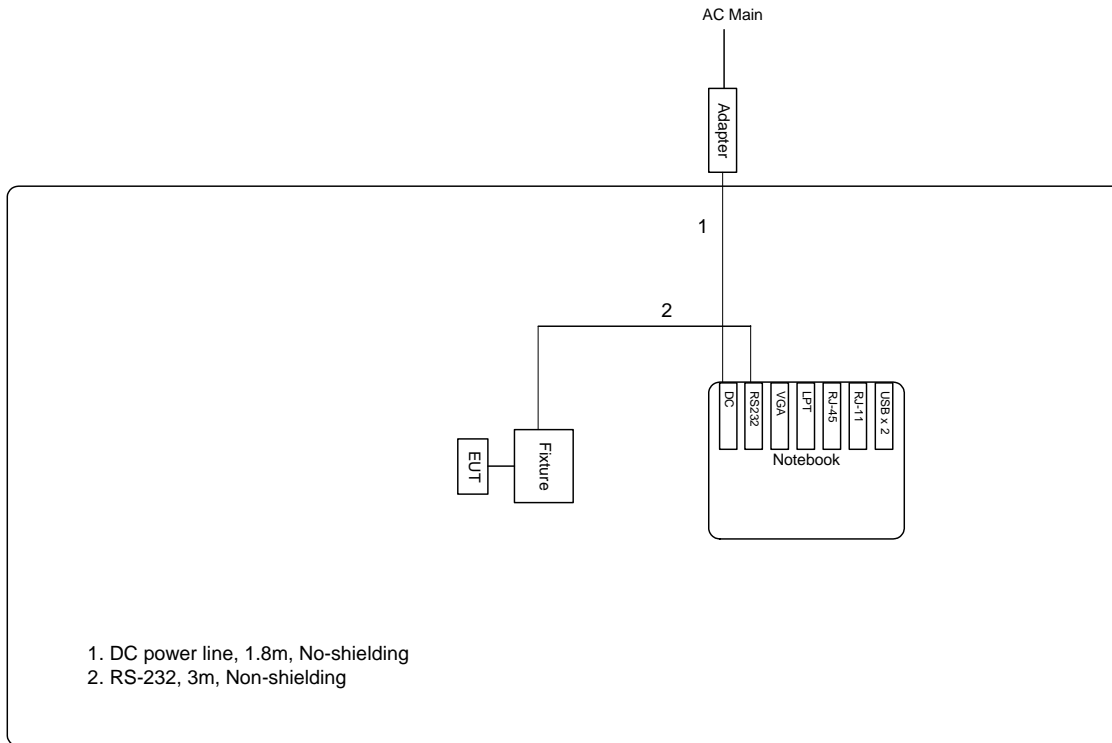 AC Main
Adapter
1
2
DC
RS232
VGA
LPT
RJ-45
RJ-11
USB x 2
Notebook
EUT
Fixture
1. DC power line, 1.8m, No-shielding
2. RS-232, 3m, Non-shielding